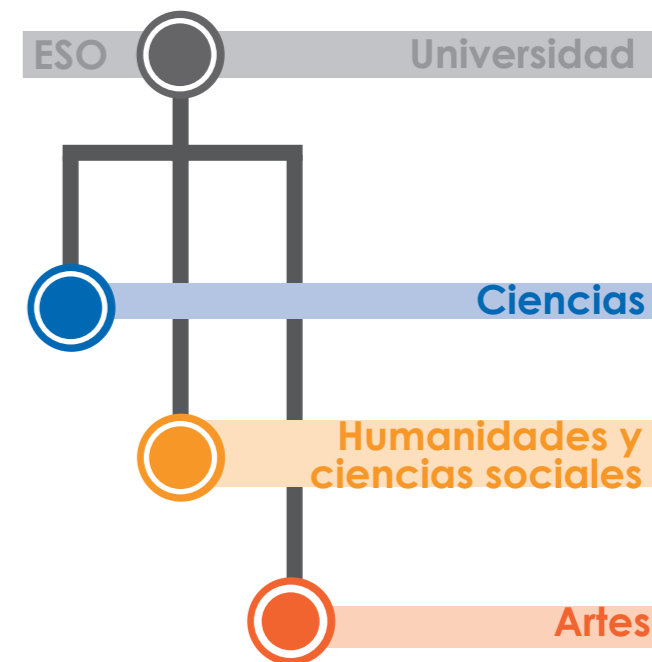 ESO Universidad
Ciencias
Humanidades y
ciencias sociales
Artes